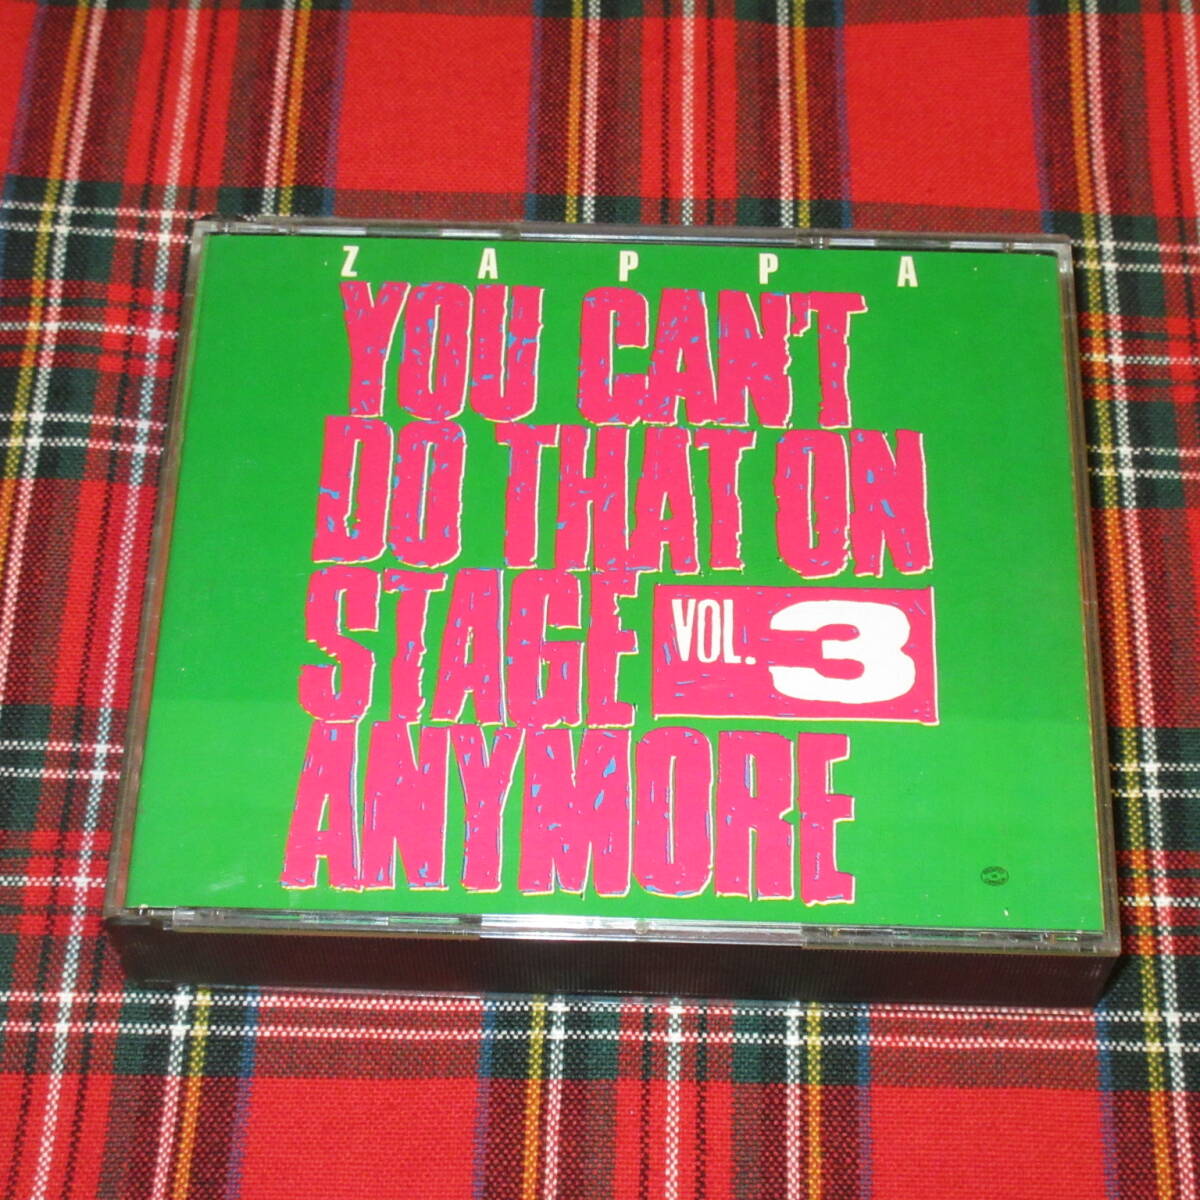 ZAPPA
YOU CAN'T
DO THAT ON
STAGE VOL. 3
ANYMORE